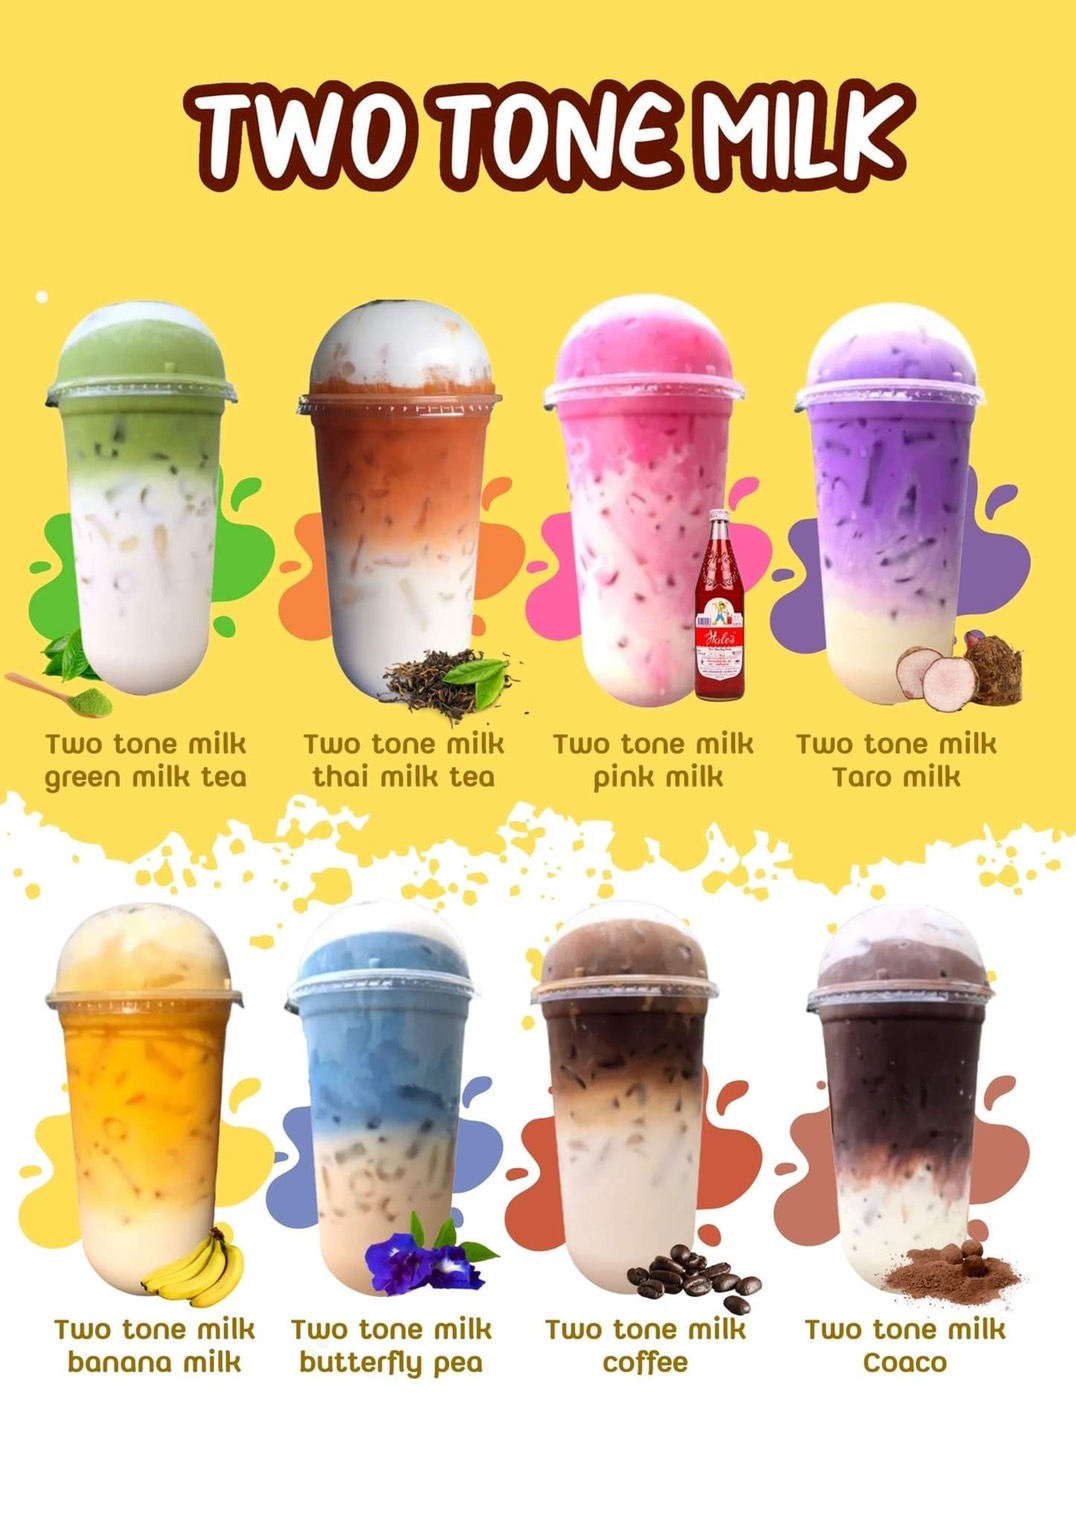 TWO TONE MILK
Two tone milk
green milk tea
Two tone milk
thai milk tea
Two tone milk
pink milk
Two tone milk
Taro milk
Hale's
Two tone milk
banana milk
Two tone milk
butterfly pea
Two tone milk
coffee
Two tone milk
Coaco